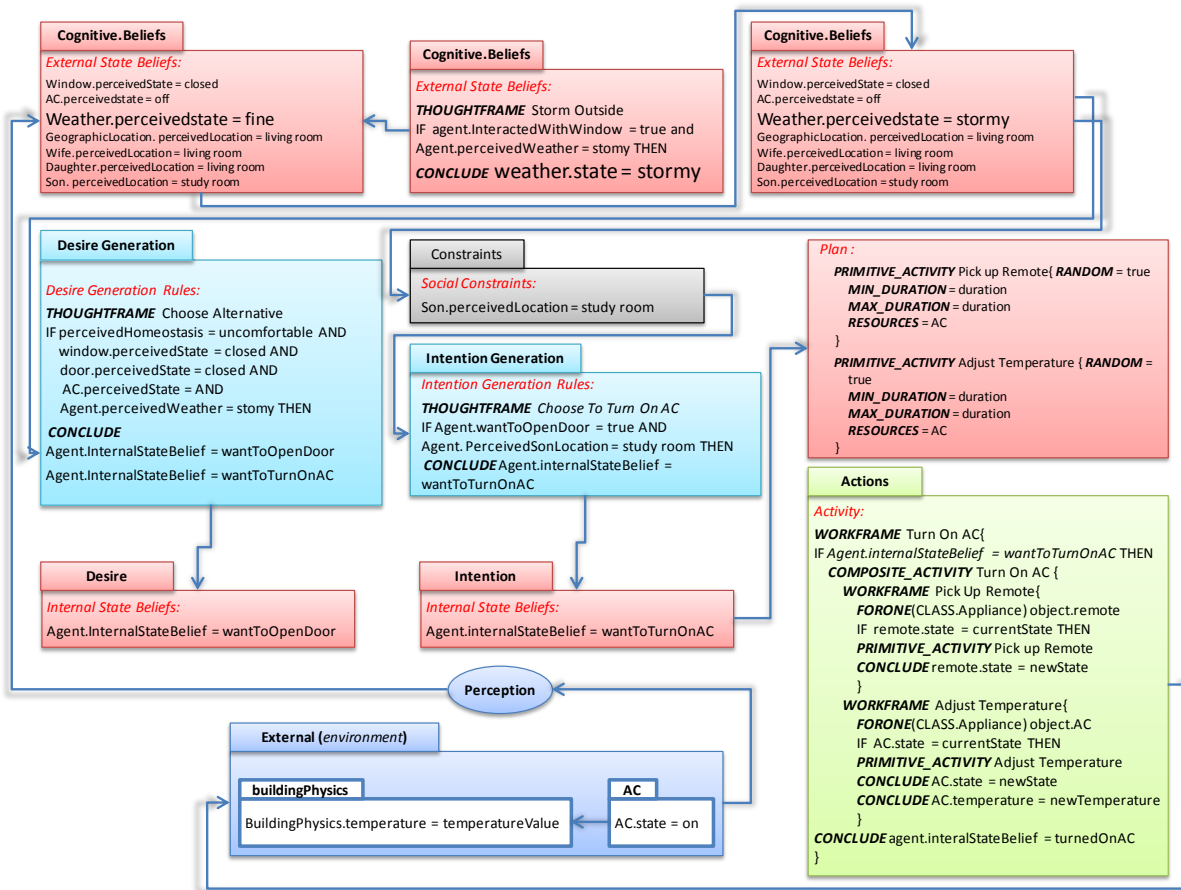 Cognitive.Beliefs
External State Beliefs:
Window.perceivedState = closed
AC.perceivedstate = off
Weather.perceivedstate = fine
GeographicLocation. perceivedLocation = living room
Wife.perceivedLocation = living room
Daughter.perceivedLocation = living room
Son. perceivedLocation = study room
Cognitive.Beliefs
External State Beliefs:
THOUGHTFRAME Storm Outside
IF agent.InteractedWithWindow = true and
Agent.perceivedWeather = stomy THEN
CONCLUDE weather.state = stormy
Cognitive.Beliefs
External State Beliefs:
Window.perceivedState = closed
AC.perceivedstate = off
Weather.perceivedstate = stormy
GeographicLocation. perceivedLocation = living room
Wife.perceivedLocation = living room
Daughter.perceivedLocation = living room
Son.perceivedLocation = study room
Desire Generation
Desire Generation Rules:
THOUGHTFRAME Choose Alternative
IF perceivedHomeostasis = uncomfortable AND
window.perceivedState = closed AND
door.perceivedState = closed AND
AC.perceivedState = AND
Agent.perceivedWeather = stomy THEN
CONCLUDE
Agent.InternalStateBelief = wantToOpenDoor
Agent.InternalStateBelief = wantToTurnOnAC
Constraints
Social Constraints:
Son.perceivedLocation = study room
Intention Generation
Intention Generation Rules:
THOUGHTFRAME Choose To Turn On AC
IF Agent.wantToOpenDoor = true AND
Agent. PerceivedSonLocation = study room THEN
CONCLUDE Agent.internalStateBelief =
wantToTurnOnAC
Plan :
PRIMITIVE_ACTIVITY Pick up Remote{ RANDOM = true
MIN_DURATION = duration
MAX_DURATION = duration
RESOURCES = AC
}
PRIMITIVE_ACTIVITY Adjust Temperature { RANDOM =
true
MIN_DURATION = duration
MAX_DURATION = duration
RESOURCES = AC
}
Desire
Internal State Beliefs:
Agent.InternalStateBelief = wantToOpenDoor
Intention
Internal State Beliefs:
Agent.internalStateBelief = wantToTurnOnAC
Actions
Activity:
WORKFRAME Turn On AC{
IF Agent.internalStateBelief = wantToTurnOnAC THEN
COMPOSITE_ACTIVITY Turn On AC {
WORKFRAME Pick Up Remote{
FORONE(CLASS.Appliance) object.remote
IF remote.state = currentState THEN
PRIMITIVE_ACTIVITY Pick up Remote
CONCLUDE remote.state = newState
}
WORKFRAME Adjust Temperature{
FORONE(CLASS.Appliance) object.AC
IF AC.state = currentState THEN
PRIMITIVE_ACTIVITY Adjust Temperature
CONCLUDE AC.state = newState
CONCLUDE AC.temperature = newTemperature
}
CONCLUDE agent.interalStateBelief = turnedOnAC
}
Perception
External (environment)
buildingPhysics
BuildingPhysics.temperature = temperatureValue
AC
AC.state = on